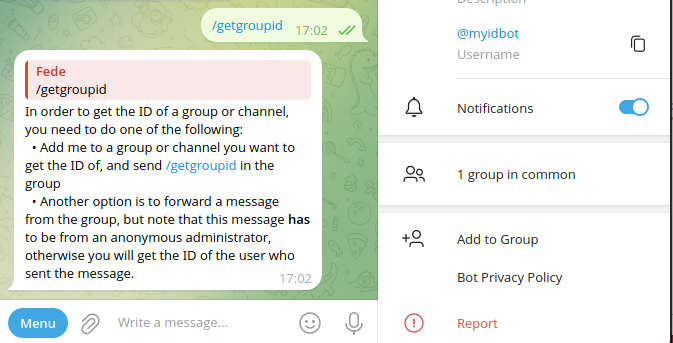 /getgroupid
17:02
Fede
/getgroupid
In order to get the ID of a group or channel,
you need to do one of the following:
• Add me to a group or channel you want to
get the ID of, and send /getgroupid in the
group
• Another option is to forward a message
from the group, but note that this message has
to be from an anonymous administrator,
otherwise you will get the ID of the user who
sent the message.
17:02
Menu
Write a message...
Description
@myidbot
Username
Notifications
1 group in common
Add to Group
Bot Privacy Policy
Report